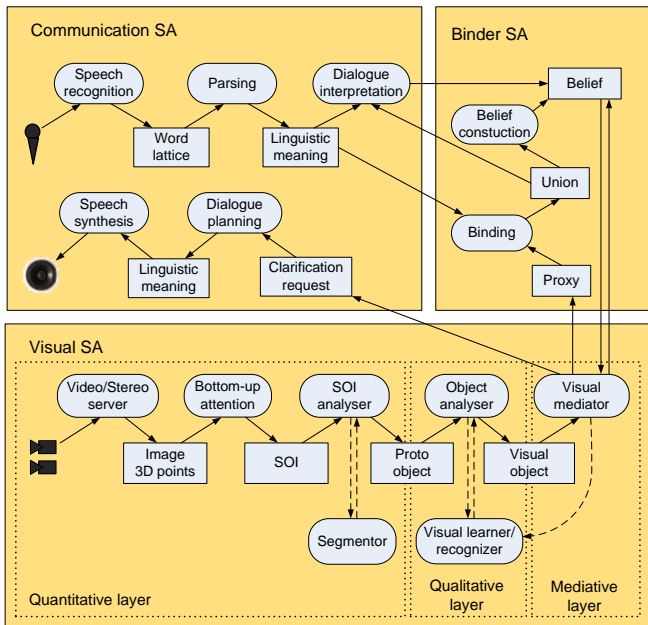 Communication SA
Speech
recognition
Parsing
Dialogue
interpretation
Word
lattice
Linguistic
meaning
Speech
synthesis
Dialogue
planning
Linguistic
meaning
Clarification
request
Binder SA
Belief
Belief
constuction
Union
Binding
Proxy
Visual SA
Video/Stereo
server
Bottom-up
attention
SOI
analyser
Object
analyser
Visual
mediator
Image
3D points
SOI
Proto
object
Visual
object
Segmentor
Visual learner/
recognizer
Quantitative layer
Qualitative
layer
Mediative
layer